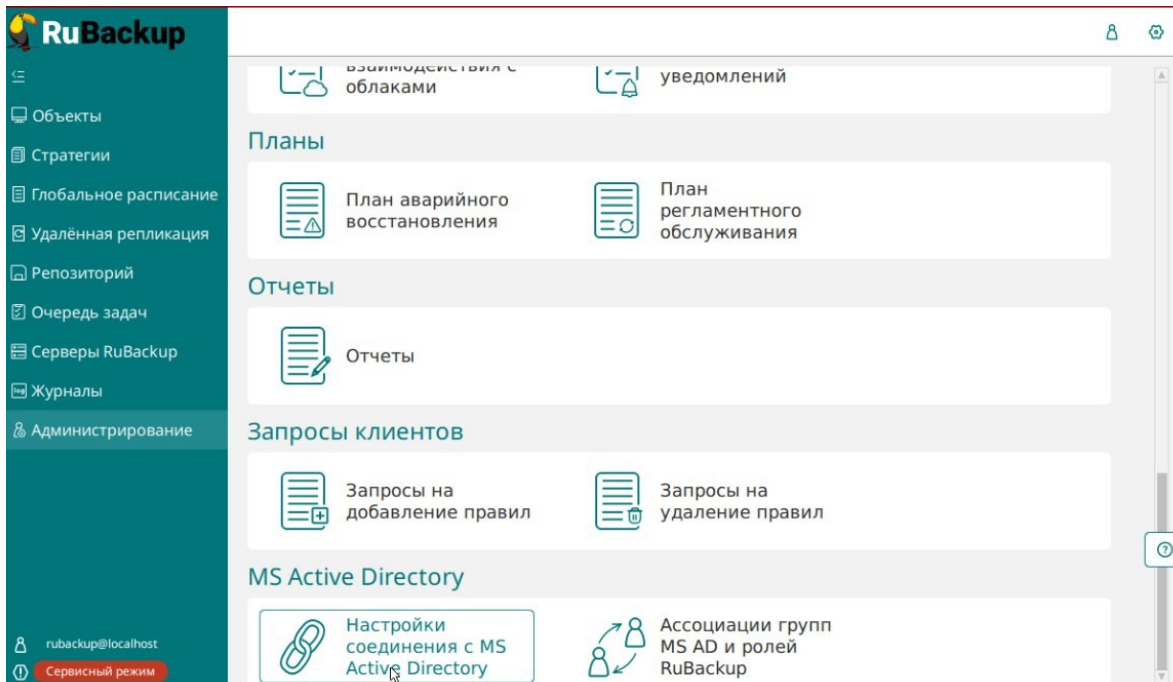 RuBackup
Объекты
Стратегии
Глобальное расписание
Удалённая репликация
Репозиторий
Очередь задач
Серверы RuBackup
log
Журналы
Администрирование
rubackup@localhost
Сервисный режим
взаимодействия с
облаками
уведомлений
Планы
План аварийного
восстановления
План
регламентного
обслуживания
Отчеты
Отчеты
Запросы клиентов
Запросы на
добавление правил
Запросы на
удаление правил
MS Active Directory
Настройки
соединения с MS
Active Directory
Ассоциации групп
MS AD и ролей
RuBackup